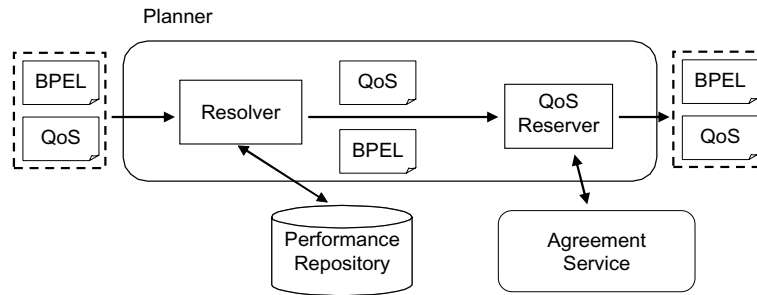 Planner
BPEL
QoS
Resolver
QoS
BPEL
QoS
Reserver
BPEL
QoS
Performance
Repository
Agreement
Service